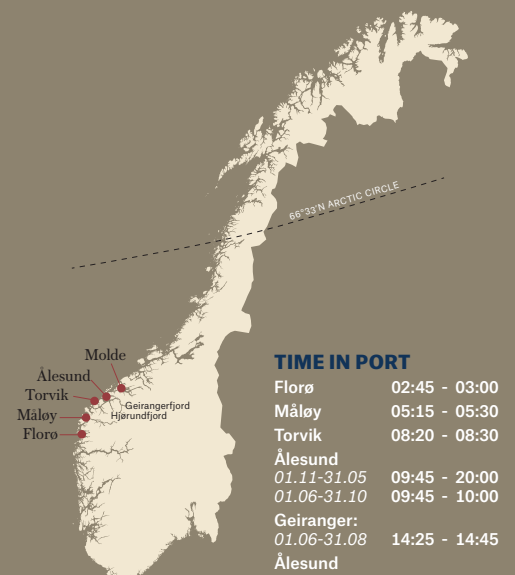 66°33'N ARCTIC CIRCLE
Molde
Ålesund
Torvik
Geirangerfjord
Måløy
Hjørundfjord
Florø
TIME IN PORT
Florø 02:45 - 03:00
Måløy 05:15 - 05:30
Torvik 08:20 - 08:30
Ålesund
01.11-31.05 09:45 - 20:00
01.06-31.10 09:45 - 10:00
Geiranger:
01.06-31.08 14:25 - 14:45
Ålesund